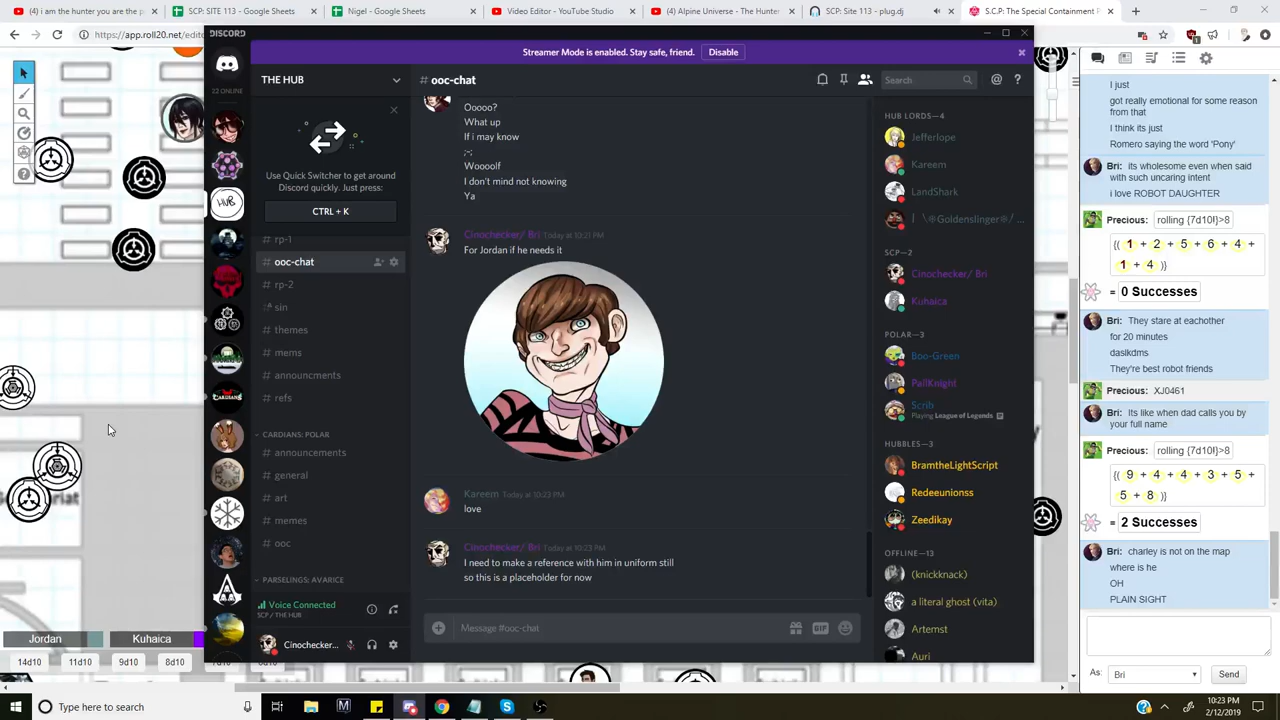 SCP SITE 113 - Google Sheets
Nigel - Google Sheets
Video Editor - YouTube Studio
(4) Alpine Universe - The Hunter
SCP: Site 113 - plug.dj
https://app.roll20.net/edit
DISCORD
22 ONLINE
HUB
Streamer Mode is enabled. Stay safe, friend.
Disable
THE HUB
Use Quick Switcher to get around
Discord quickly. Just press:
CTRL + K
# rp-1
# ooc-chat
# rp-2
sin
# themes
# mems
# announcments
# refs
CARDIANS: POLAR
# announcements
# general
# art
# memes
# ooc
PARSELINGS: AVARICE
Voice Connected
SCP / THE HUB
Cinochecker...
# ooc-chat
Search
Ooooo?
What up
If i may know
;-;
Woooolf
I don't mind not knowing
Ya
Cinochecker/ Bri Today at 10:21 PM
For Jordan if he needs it
Kareem Today at 10:23 PM
love
Cinochecker/ Bri Today at 10:23 PM
I need to make a reference with him in uniform still
so this is a placeholder for now
Message #ooc-chat
GIF
HUB LORDS—4
Jefferlope
Kareem
LandShark
SCP—2
Cinochecker/ Bri
Kuhaica
POLAR—3
Boo-Green
PallKnight
Scrib
Playing League of Legends
HUBBLES—3
BramtheLightScript
Redeeunionss
Zeedikay
OFFLINE—13
(knickknack)
a literal ghost (vita)
Artemst
Auri
I just
got really emotional for some reason
from that
I think its just
Romero saying the word 'Pony'
Bri: its wholesome even when said
with such uncaring intent
i love ROBOT DAUGHTER
Precious: rolling {7d10!}>8
{( 1 + 2 + 5 + 6 + 4 +
1 + 4 )}
= 0 Successes
Bri: They stare at eachother
for 20 minutes
daslkdms
They're best robot friends
Precious: XJ0461
Bri: Its like when dad calls you by
your full name
Precious: rolling {7d10!}>8
{( 9 + 4 + 4 + 3 + 5 +
5 + 8 )}
= 2 Successes
Bri: charley is not on the map
where is he
OH
PLAIN SIGHT
As:
Bri
Send
Jordan
Kuhaica
14d10
11d10
9d10
8d10
Type here to search
10:23 PM
2/12/2019